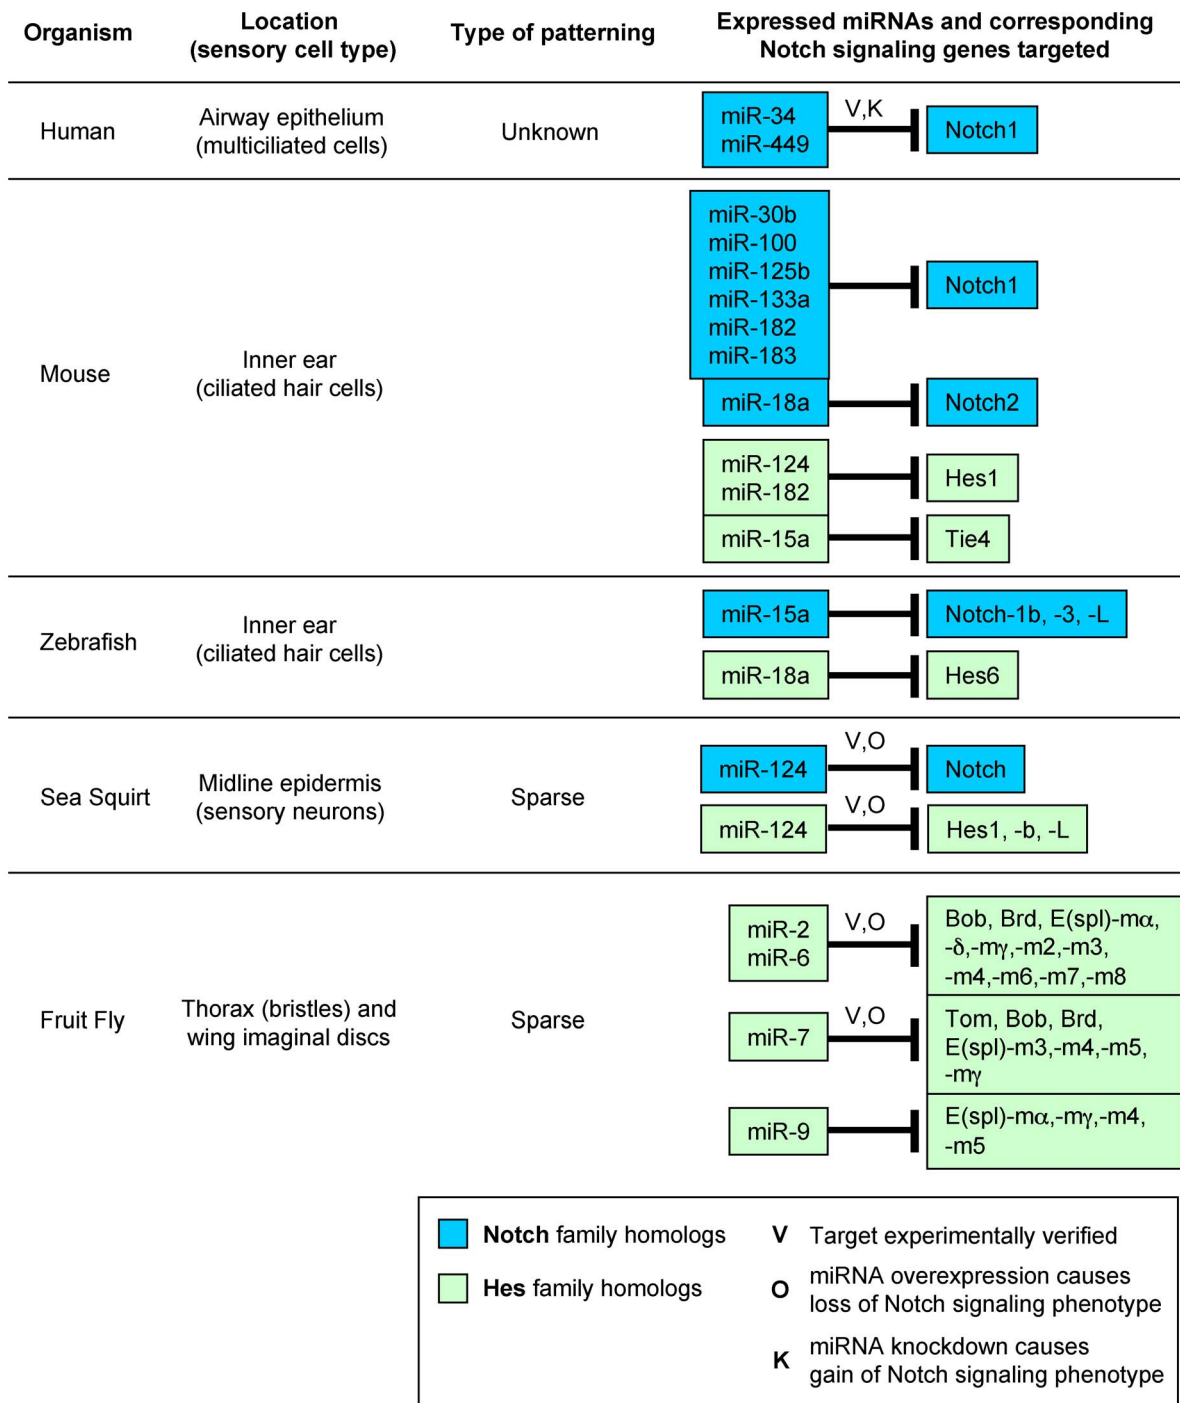 Organism
Location
(sensory cell type)
Type of patterning
Expressed miRNAs and corresponding
Notch signaling genes targeted
Human
Airway epithelium
(multiciliated cells)
Unknown
miR-34
miR-449
V,K
Notch1
Mouse
Inner ear
(ciliated hair cells)
miR-30b
miR-100
miR-125b
miR-133a
miR-182
miR-183
Notch1
miR-18a
Notch2
miR-124
miR-182
Hes1
miR-15a
Tie4
Zebrafish
Inner ear
(ciliated hair cells)
miR-15a
Notch-1b, -3, -L
miR-18a
Hes6
Sea Squirt
Midline epidermis
(sensory neurons)
Sparse
miR-124
V,O
Notch
miR-124
V,O
Hes1, -b, -L
Fruit Fly
Thorax (bristles) and
wing imaginal discs
Sparse
miR-2
miR-6
V,O
Bob, Brd, E(spl)-mα,
-δ,-mγ,-m2,-m3,
-m4,-m6,-m7,-m8
miR-7
V,O
Tom, Bob, Brd,
E(spl)-m3,-m4,-m5,
-mγ
miR-9
E(spl)-mα,-mγ,-m4,
-m5
Notch family homologs
Hes family homologs
V Target experimentally verified
O miRNA overexpression causes
loss of Notch signaling phenotype
K miRNA knockdown causes
gain of Notch signaling phenotype